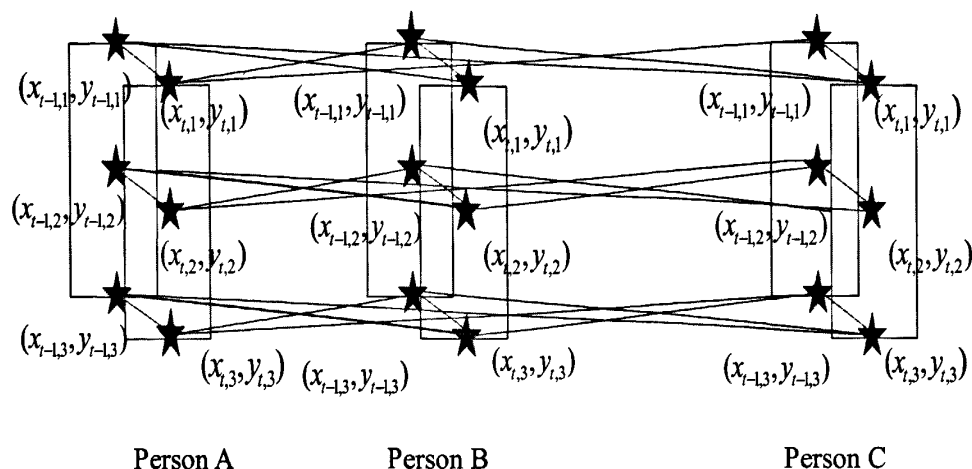 (x_{t-1,1}, y_{t-1,1}) (x_{t,1}, y_{t,1}) (x_{t-1,1}, y_{t-1,1}) (x_{t,1}, y_{t,1}) (x_{t-1,1}, y_{t-1,1}) (x_{t,1}, y_{t,1})
(x_{t-1,2}, y_{t-1,2}) (x_{t,2}, y_{t,2}) (x_{t-1,2}, y_{t-1,2}) (x_{t,2}, y_{t,2}) (x_{t-1,2}, y_{t-1,2}) (x_{t,2}, y_{t,2})
(x_{t-1,3}, y_{t-1,3}) (x_{t,3}, y_{t,3}) (x_{t-1,3}, y_{t-1,3}) (x_{t,3}, y_{t,3}) (x_{t-1,3}, y_{t-1,3}) (x_{t,3}, y_{t,3})
Person A Person B Person C